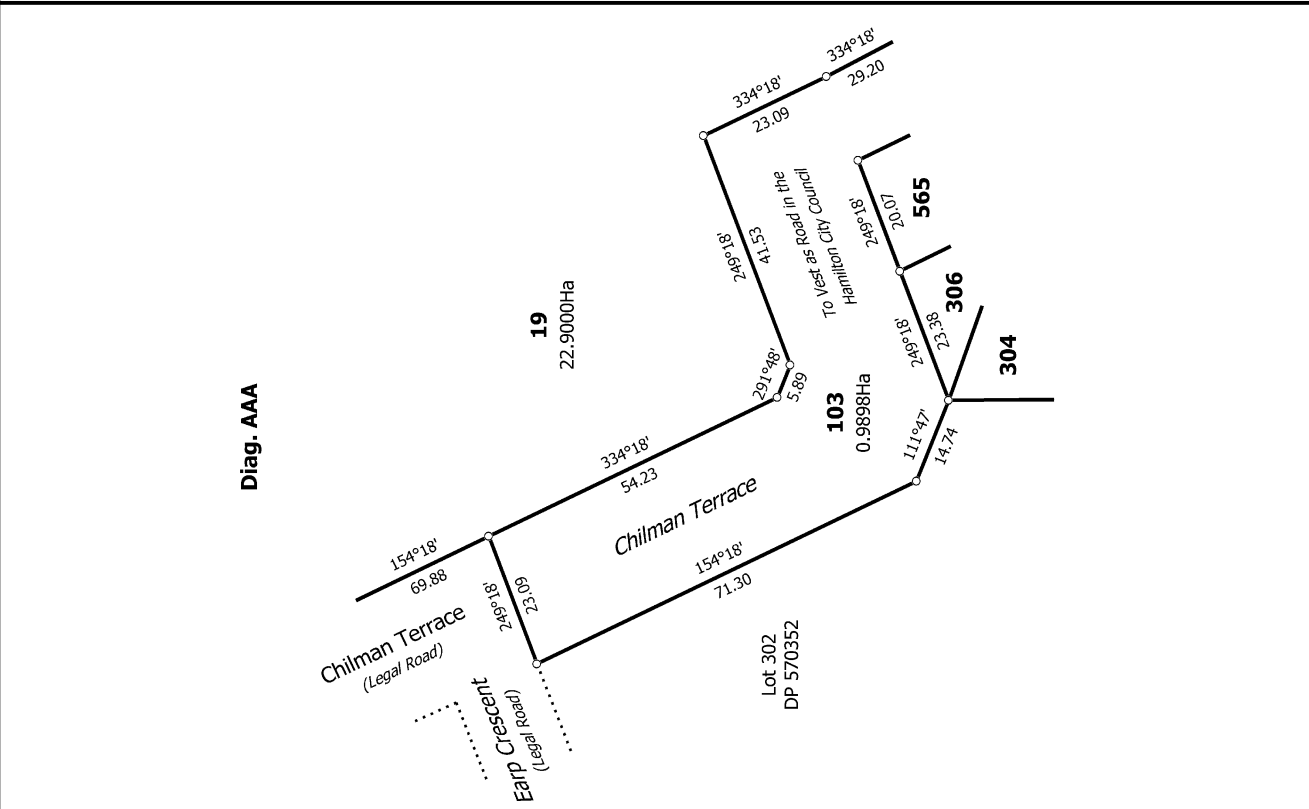 Diag. AAA
334°18'
29.20
334°18'
23.09
To Vest as Road in the
Hamilton City Council
249°18'
41.53
249°18'
20.07
565
19
22.9000Ha
249°18'
23.38
306
304
291°48'
5.89
103
0.9898Ha
111°47'
14.74
334°18'
54.23
Chilman Terrace
154°18'
71.30
154°18'
69.88
249°18'
23.09
Chilman Terrace
(Legal Road)
Earp Crescent
(Legal Road)
Lot 302
DP 570352